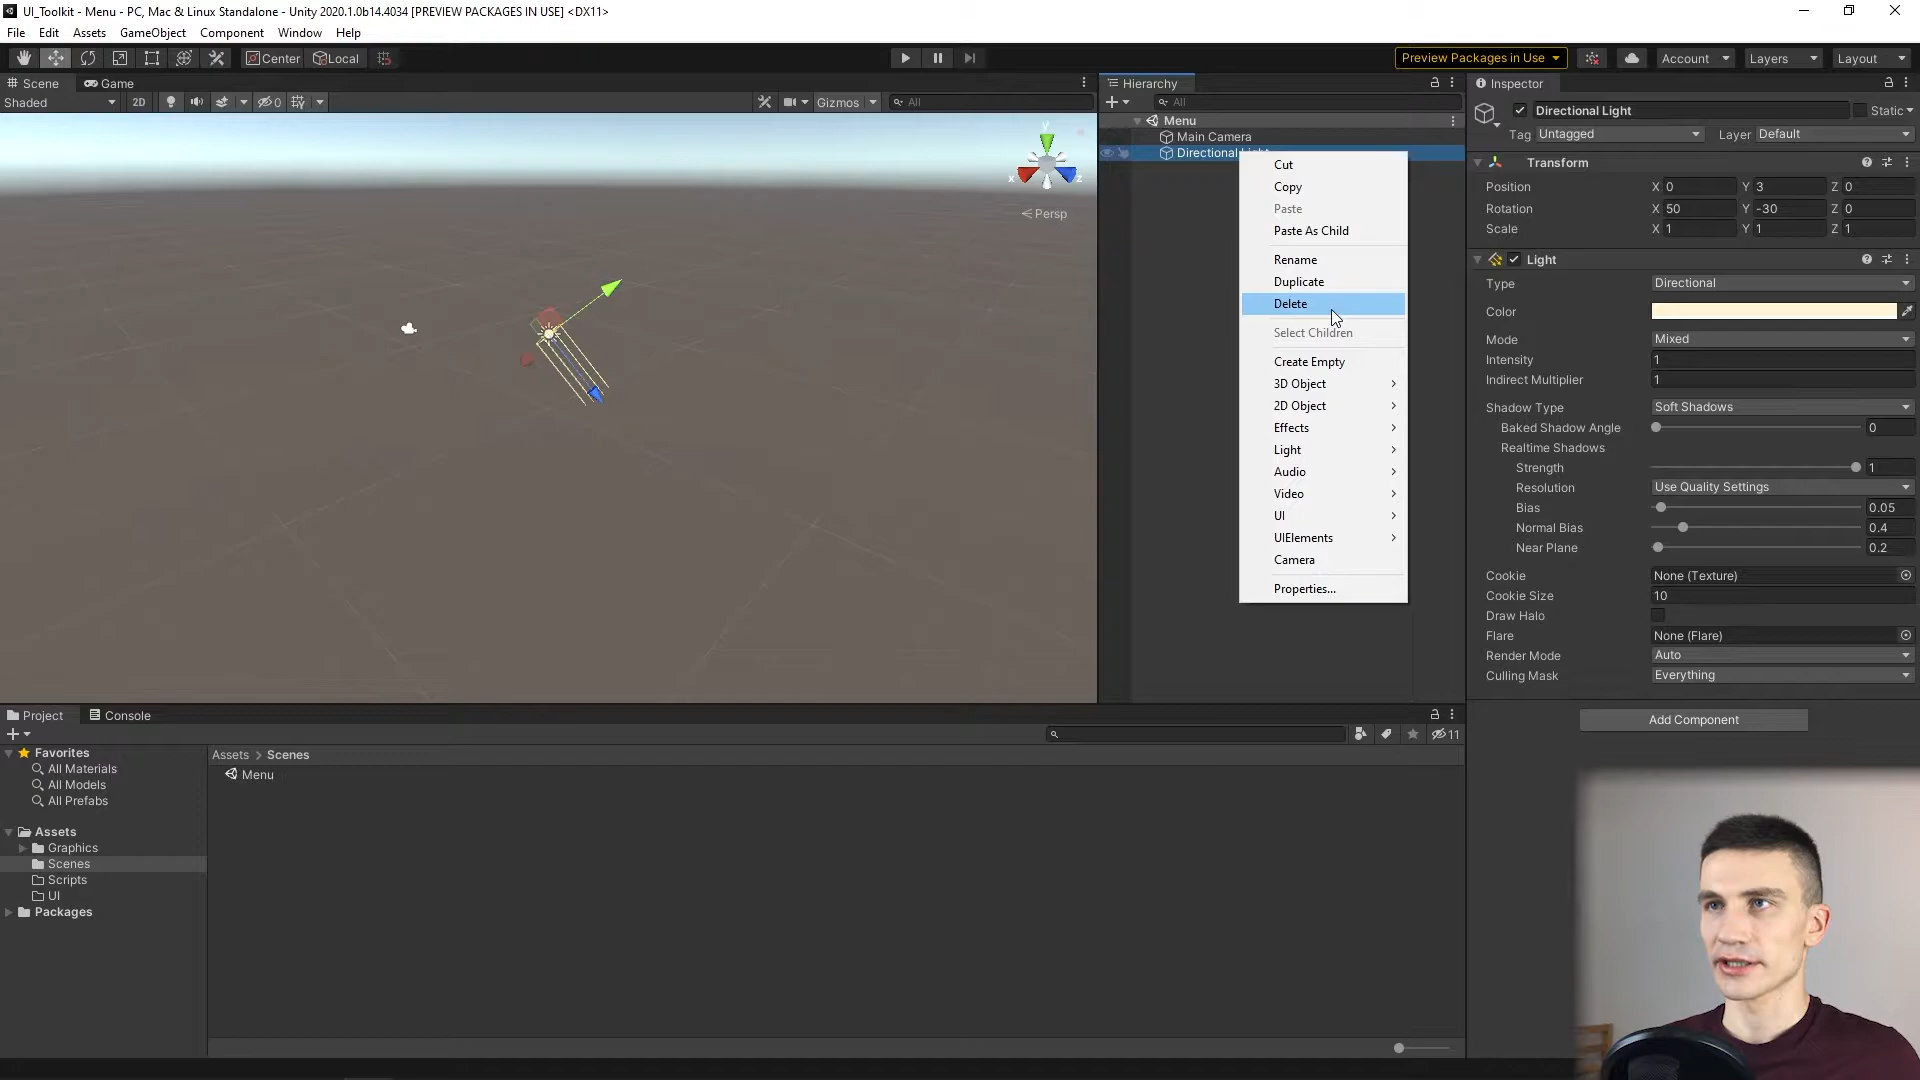 UI_Toolkit - Menu - PC, Mac & Linux Standalone - Unity 2020.1.0b14.4034 [PREVIEW PACKAGES IN USE] <DX11>
File Edit Assets GameObject Component Window Help
Center Local Preview Packages in Use Account Layers Layout
Scene Game
Shaded 2D 0 Gizmos All
y
x z
Persp
Hierarchy
All
Menu
Main Camera
Directional Light
Cut
Copy
Paste
Paste As Child
Rename
Duplicate
Delete
Select Children
Create Empty
3D Object
2D Object
Effects
Light
Audio
Video
UI
UIElements
Camera
Properties...
Inspector
Directional Light Static
Tag Untagged Layer Default
Transform
Position X 0 Y 3 Z 0
Rotation X 50 Y -30 Z 0
Scale X 1 Y 1 Z 1
Light
Type Directional
Color
Mode Mixed
Intensity 1
Indirect Multiplier 1
Shadow Type Soft Shadows
Baked Shadow Angle 0
Realtime Shadows
Strength 1
Resolution Use Quality Settings
Bias 0.05
Normal Bias 0.4
Near Plane 0.2
Cookie None (Texture)
Cookie Size 10
Draw Halo
Flare None (Flare)
Render Mode Auto
Culling Mask Everything
Add Component
Project Console
11
Favorites
All Materials
All Models
All Prefabs
Assets
Graphics
Scenes
Scripts
UI
Packages
Assets > Scenes
Menu